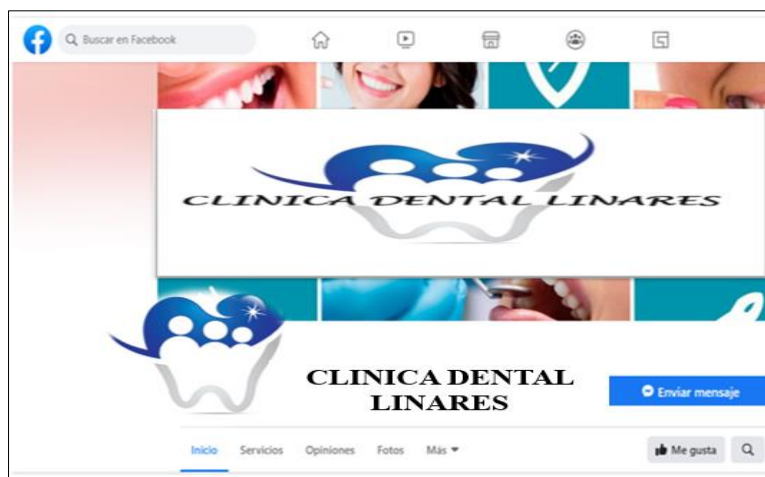 Buscar en Facebook
CLINICA DENTAL LINARES
CLINICA DENTAL
LINARES
Enviar mensaje
Inicio Servicios Opiniones Fotos Más
Me gusta